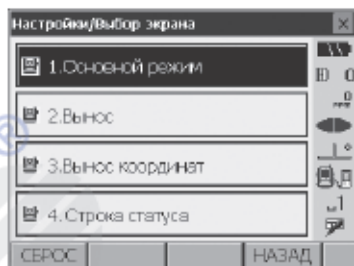 Настройки/Выбор экрана
1.Основной режим
2.Вынос
3.Вынос координат
4.Строка статуса
СБРОС НАЗАД